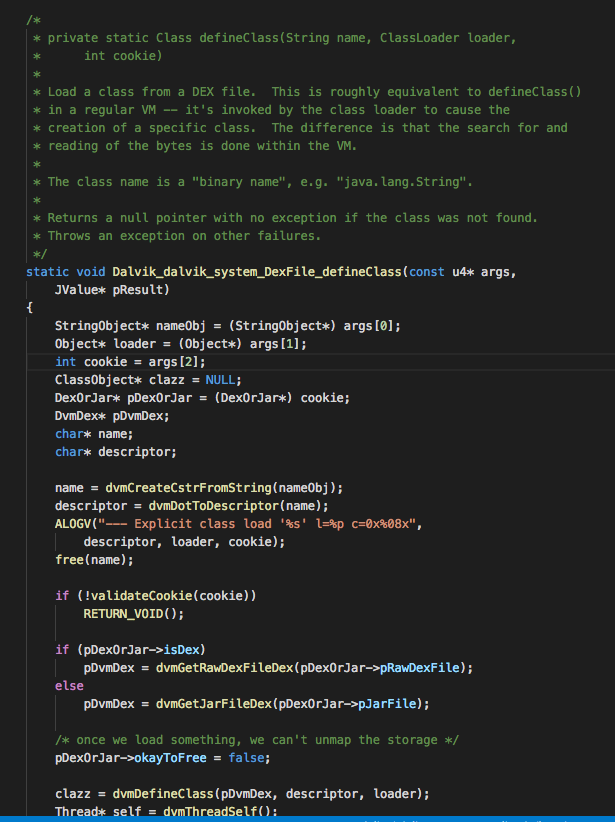 /*
 * private static Class defineClass(String name, ClassLoader loader,
 *      int cookie)
 *
 * Load a class from a DEX file.  This is roughly equivalent to defineClass()
 * in a regular VM -- it's invoked by the class loader to cause the
 * creation of a specific class.  The difference is that the search for and
 * reading of the bytes is done within the VM.
 *
 * The class name is a "binary name", e.g. "java.lang.String".
 *
 * Returns a null pointer with no exception if the class was not found.
 * Throws an exception on other failures.
 */
static void Dalvik_dalvik_system_DexFile_defineClass(const u4* args,
    JValue* pResult)
{
    StringObject* nameObj = (StringObject*) args[0];
    Object* loader = (Object*) args[1];
    int cookie = args[2];
    ClassObject* clazz = NULL;
    DexOrJar* pDexOrJar = (DexOrJar*) cookie;
    DvmDex* pDvmDex;
    char* name;
    char* descriptor;

    name = dvmCreateCstrFromString(nameObj);
    descriptor = dvmDotToDescriptor(name);
    ALOGV("--- Explicit class load '%s' l=%p c=0x%08x",
        descriptor, loader, cookie);
    free(name);

    if (!validateCookie(cookie))
        RETURN_VOID();

    if (pDexOrJar->isDex)
        pDvmDex = dvmGetRawDexFileDex(pDexOrJar->pRawDexFile);
    else
        pDvmDex = dvmGetJarFileDex(pDexOrJar->pJarFile);

    /* once we load something, we can't unmap the storage */
    pDexOrJar->okayToFree = false;

    clazz = dvmDefineClass(pDvmDex, descriptor, loader);
    Thread* self = dvmThreadSelf();